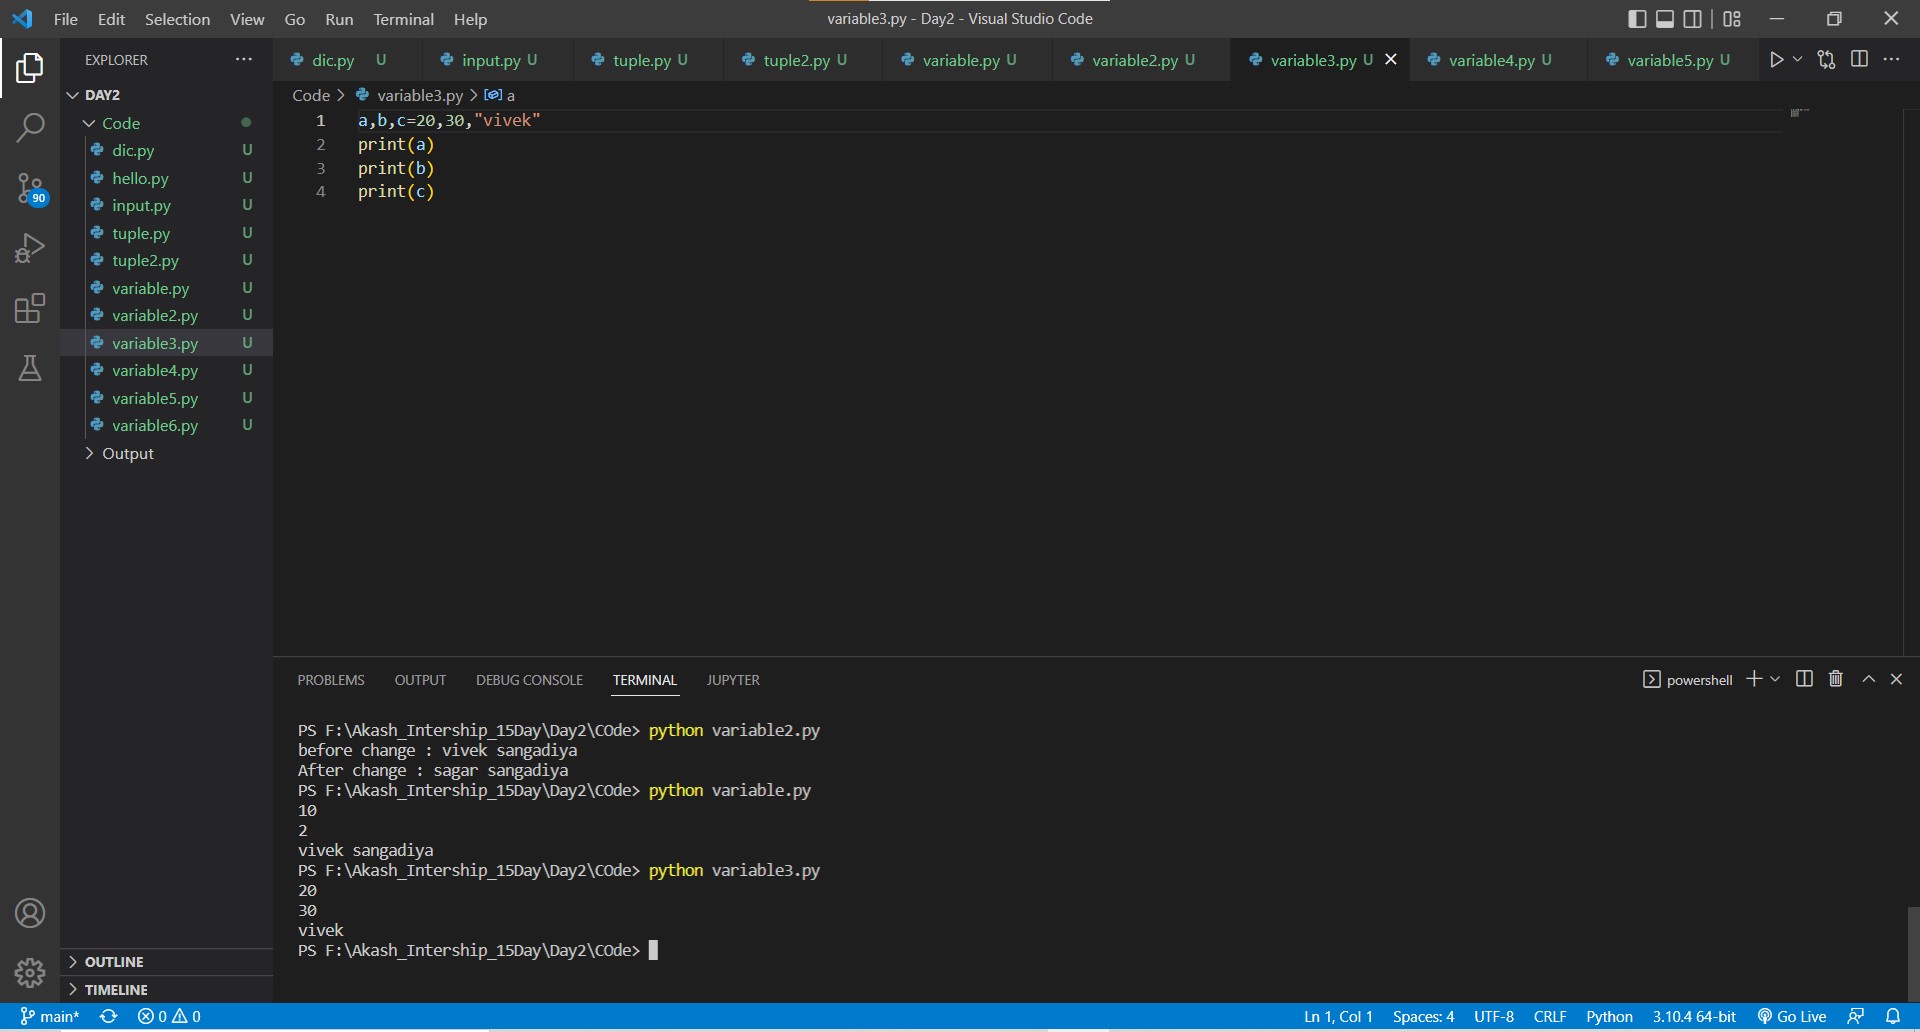 File Edit Selection View Go Run Terminal Help
variable3.py - Day2 - Visual Studio Code
EXPLORER
DAY2
Code
dic.py U
hello.py U
input.py U
tuple.py U
tuple2.py U
variable.py U
variable2.py U
variable3.py U
variable4.py U
variable5.py U
variable6.py U
Output
OUTLINE
TIMELINE
90
dic.py U input.py U tuple.py U tuple2.py U variable.py U variable2.py U variable3.py U variable4.py U variable5.py U
Code > variable3.py > a
1 a,b,c=20,30,"vivek"
2 print(a)
3 print(b)
4 print(c)
PROBLEMS OUTPUT DEBUG CONSOLE TERMINAL JUPYTER
powershell
PS F:\Akash_Intership_15Day\Day2\COde> python variable2.py
before change : vivek sangadiya
After change : sagar sangadiya
PS F:\Akash_Intership_15Day\Day2\COde> python variable.py
10
2
vivek sangadiya
PS F:\Akash_Intership_15Day\Day2\COde> python variable3.py
20
30
vivek
PS F:\Akash_Intership_15Day\Day2\COde>
main* 0 0 Ln 1, Col 1 Spaces: 4 UTF-8 CRLF Python 3.10.4 64-bit Go Live